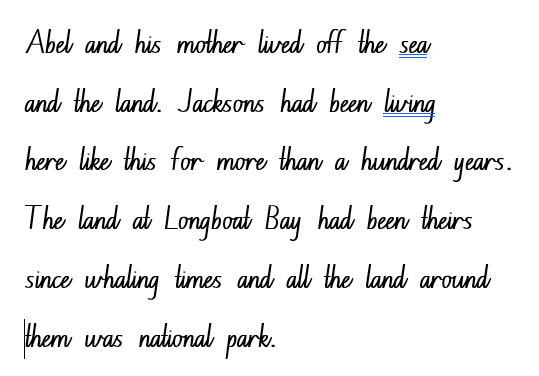 Abel and his mother lived off the sea
and the land. Jacksons had been living
here like this for more than a hundred years.
The land at Longboat Bay had been theirs
since whaling times and all the land around
them was national park.